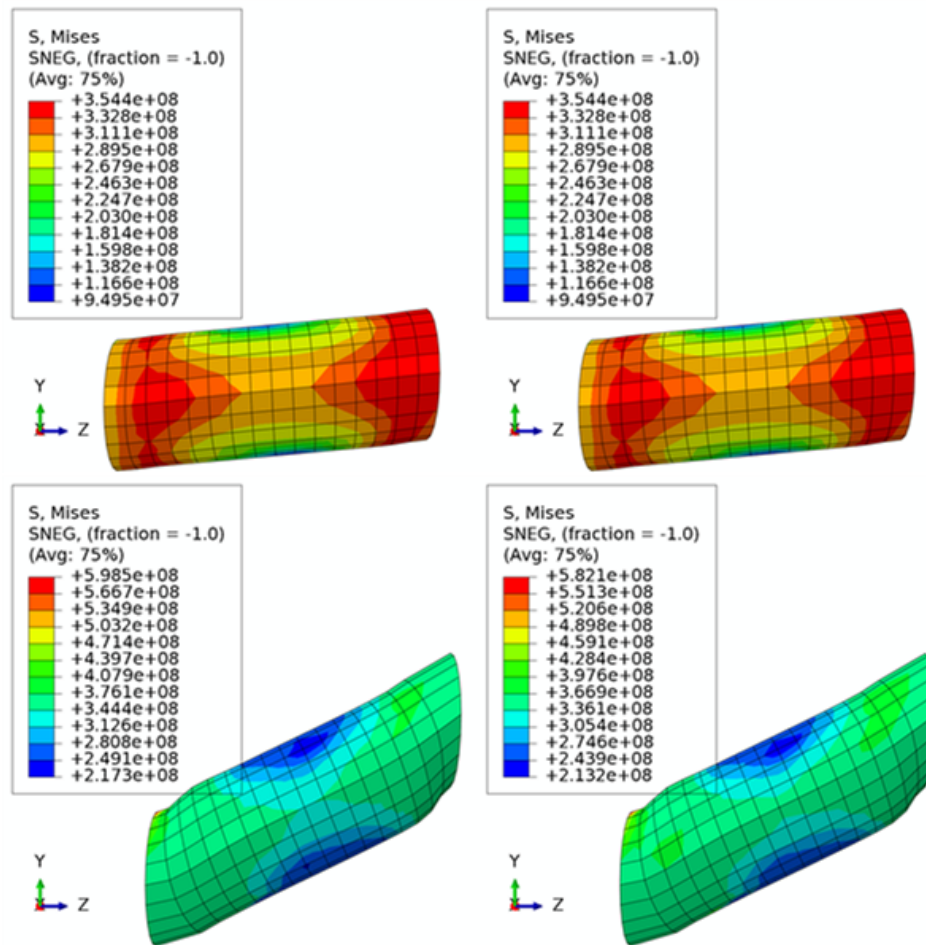 S, Mises
SNEG, (fraction = -1.0)
(Avg: 75%)
+3.544e+08
+3.328e+08
+3.111e+08
+2.895e+08
+2.679e+08
+2.463e+08
+2.247e+08
+2.030e+08
+1.814e+08
+1.598e+08
+1.382e+08
+1.166e+08
+9.495e+07
Y
Z
S, Mises
SNEG, (fraction = -1.0)
(Avg: 75%)
+3.544e+08
+3.328e+08
+3.111e+08
+2.895e+08
+2.679e+08
+2.463e+08
+2.247e+08
+2.030e+08
+1.814e+08
+1.598e+08
+1.382e+08
+1.166e+08
+9.495e+07
Y
Z
S, Mises
SNEG, (fraction = -1.0)
(Avg: 75%)
+5.985e+08
+5.667e+08
+5.349e+08
+5.032e+08
+4.714e+08
+4.397e+08
+4.079e+08
+3.761e+08
+3.444e+08
+3.126e+08
+2.808e+08
+2.491e+08
+2.173e+08
Y
Z
S, Mises
SNEG, (fraction = -1.0)
(Avg: 75%)
+5.821e+08
+5.513e+08
+5.206e+08
+4.898e+08
+4.591e+08
+4.284e+08
+3.976e+08
+3.669e+08
+3.361e+08
+3.054e+08
+2.746e+08
+2.439e+08
+2.132e+08
Y
Z